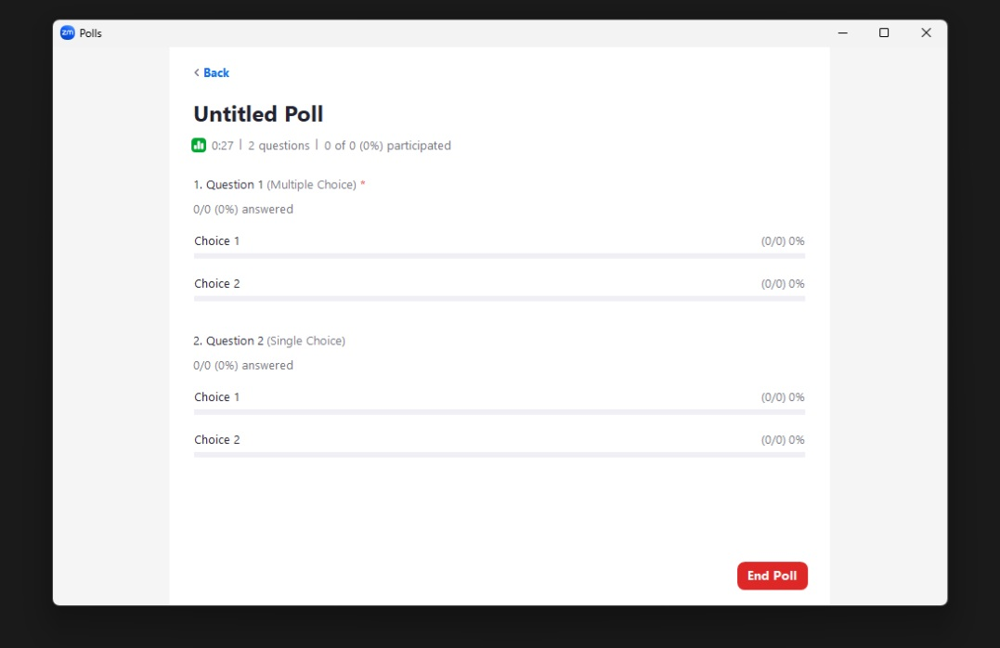 zm Polls
Back
Untitled Poll
0:27 | 2 questions | 0 of 0 (0%) participated
1. Question 1 (Multiple Choice) *
0/0 (0%) answered
Choice 1 (0/0) 0%
Choice 2 (0/0) 0%
2. Question 2 (Single Choice)
0/0 (0%) answered
Choice 1 (0/0) 0%
Choice 2 (0/0) 0%
End Poll